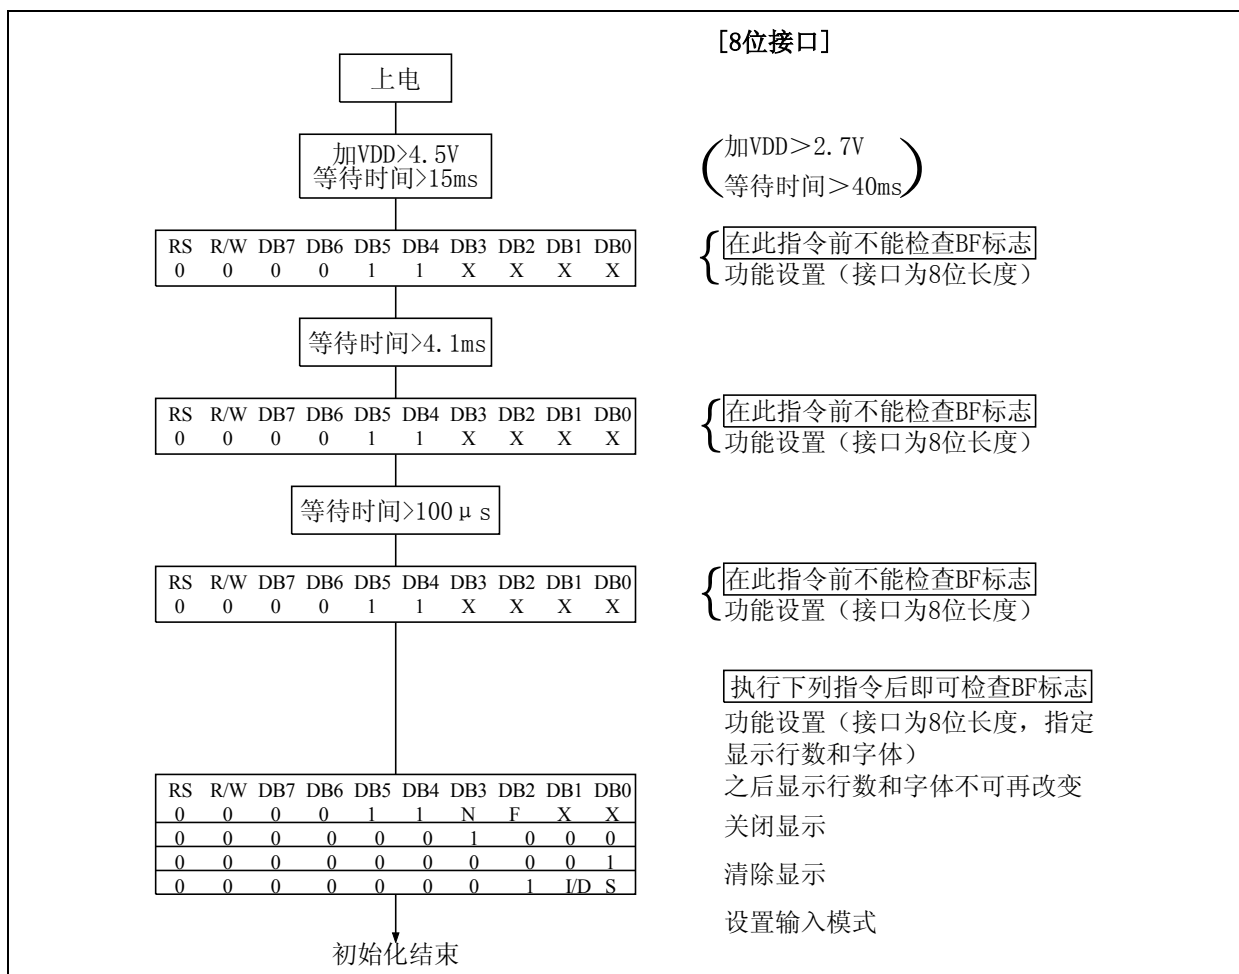 [8位接口]
上电
加VDD>4.5V
等待时间>15ms
加VDD＞2.7V
等待时间＞40ms
RS R/W DB7 DB6 DB5 DB4 DB3 DB2 DB1 DB0
0 0 0 0 1 1 X X X X
在此指令前不能检查BF标志
功能设置（接口为8位长度）
等待时间>4.1ms
RS R/W DB7 DB6 DB5 DB4 DB3 DB2 DB1 DB0
0 0 0 0 1 1 X X X X
在此指令前不能检查BF标志
功能设置（接口为8位长度）
等待时间>100μs
RS R/W DB7 DB6 DB5 DB4 DB3 DB2 DB1 DB0
0 0 0 0 1 1 X X X X
在此指令前不能检查BF标志
功能设置（接口为8位长度）
执行下列指令后即可检查BF标志
功能设置（接口为8位长度，指定
显示行数和字体）
之后显示行数和字体不可再改变
关闭显示
清除显示
设置输入模式
RS R/W DB7 DB6 DB5 DB4 DB3 DB2 DB1 DB0
0 0 0 0 1 1 N F X X
0 0 0 0 0 0 1 0 0 0
0 0 0 0 0 0 0 0 0 1
0 0 0 0 0 0 0 1 I/D S
初始化结束